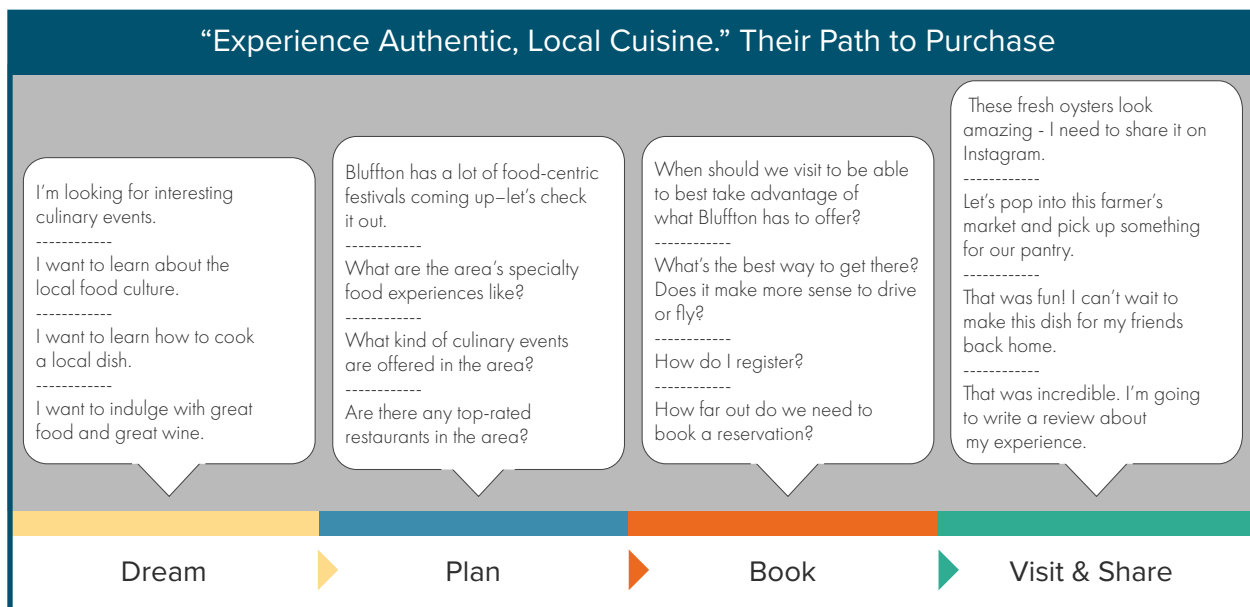 “Experience Authentic, Local Cuisine.” Their Path to Purchase
I’m looking for interesting
culinary events.
------------
I want to learn about the
local food culture.
------------
I want to learn how to cook
a local dish.
------------
I want to indulge with great
food and great wine.
Bluffton has a lot of food-centric
festivals coming up–let’s check
it out.
------------
What are the area’s specialty
food experiences like?
------------
What kind of culinary events
are offered in the area?
------------
Are there any top-rated
restaurants in the area?
When should we visit to be able
to best take advantage of
what Bluffton has to offer?
------------
What’s the best way to get there?
Does it make more sense to drive
or fly?
------------
How do I register?
------------
How far out do we need to
book a reservation?
These fresh oysters look
amazing - I need to share it on
Instagram.
------------
Let’s pop into this farmer’s
market and pick up something
for our pantry.
------------
That was fun! I can’t wait to
make this dish for my friends
back home.
------------
That was incredible. I’m going
to write a review about
my experience.
Dream
Plan
Book
Visit & Share